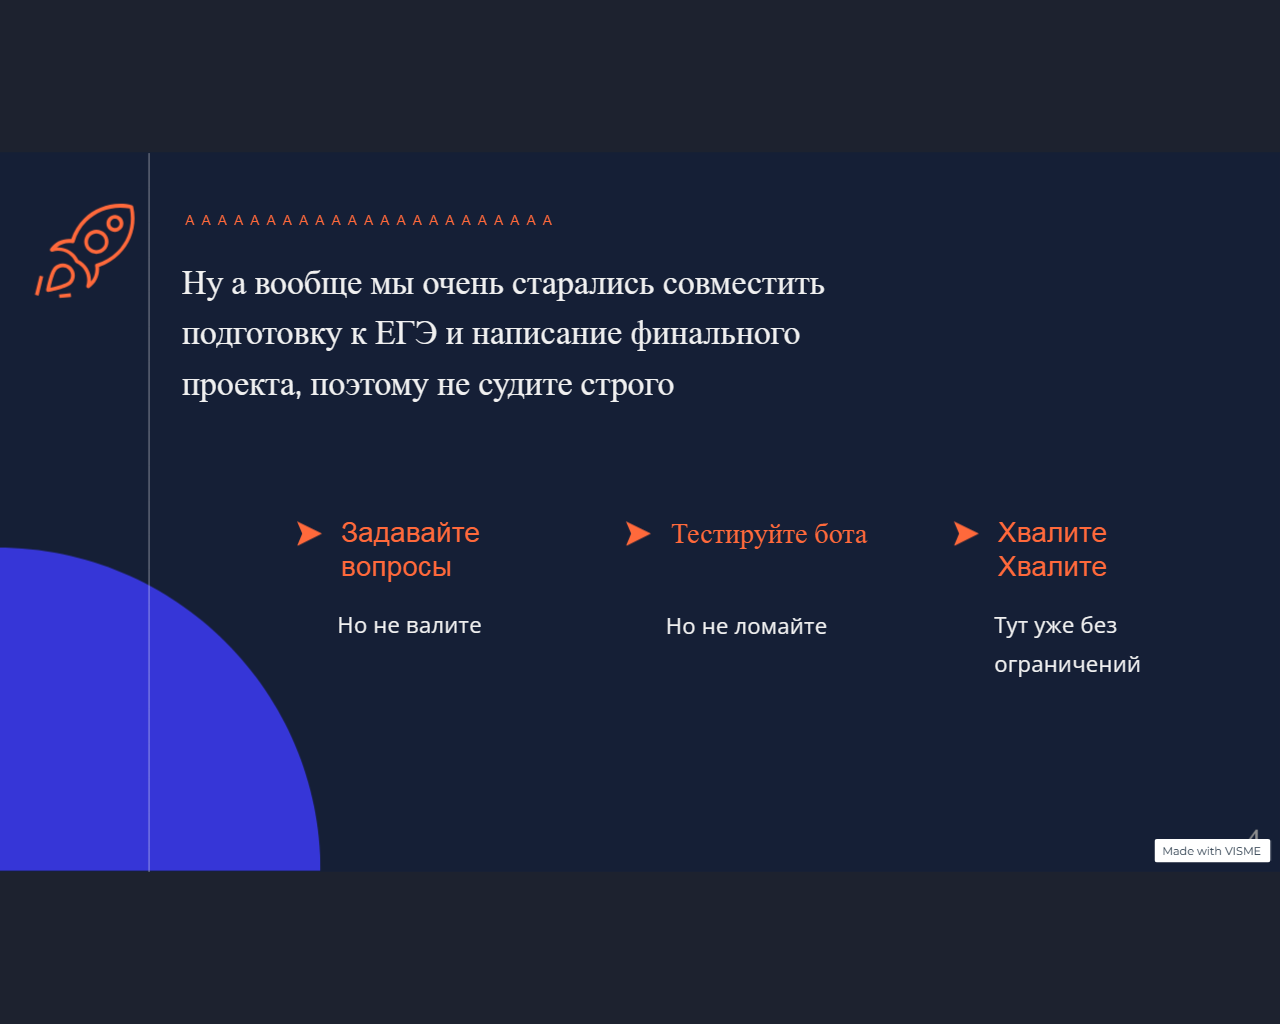 А А А А А А А А А А А А А А А А А А А А А А А
Ну а вообще мы очень старались совместить
подготовку к ЕГЭ и написание финального
проекта, поэтому не судите строго
Задавайте
вопросы
Но не валите
Тестируйте бота
Но не ломайте
Хвалите
Хвалите
Тут уже без
ограничений
4
Made with VISME